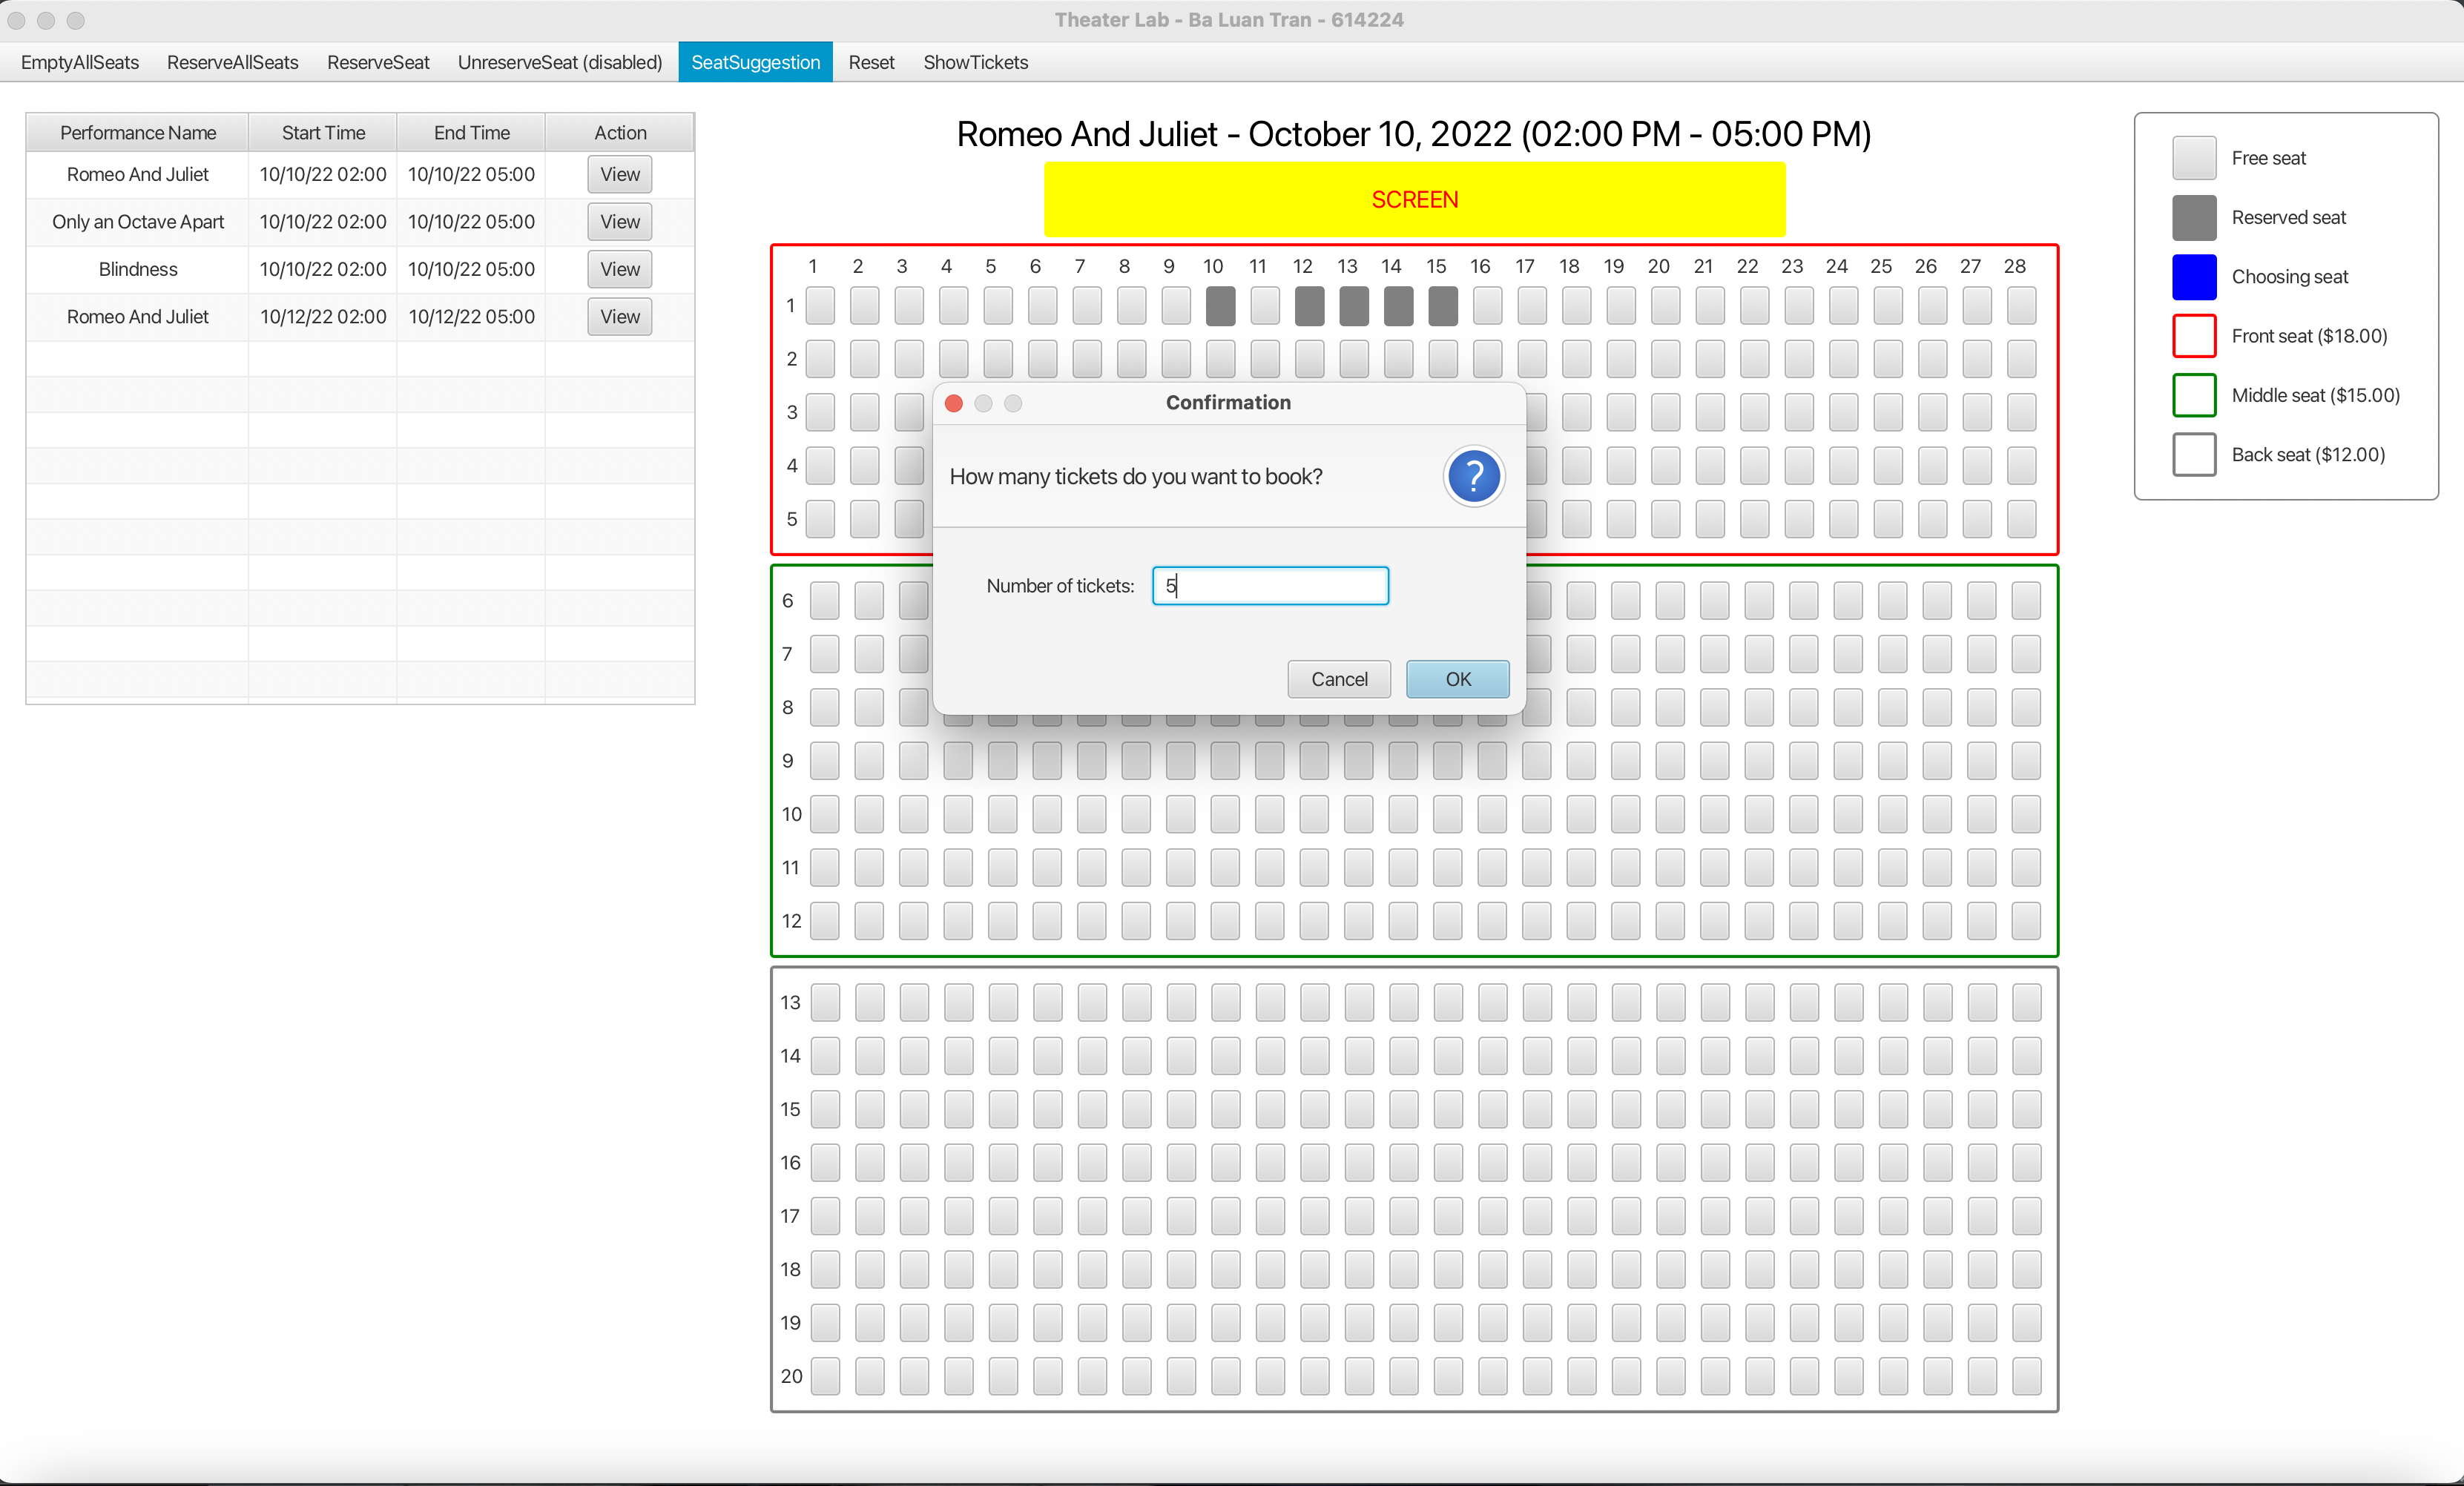 Theater Lab - Ba Luan Tran - 614224
EmptyAllSeats ReserveAllSeats ReserveSeat UnreserveSeat (disabled) SeatSuggestion Reset ShowTickets
Performance Name Start Time End Time Action
Romeo And Juliet 10/10/22 02:00 10/10/22 05:00 View
Only an Octave Apart 10/10/22 02:00 10/10/22 05:00 View
Blindness 10/10/22 02:00 10/10/22 05:00 View
Romeo And Juliet 10/12/22 02:00 10/12/22 05:00 View
Romeo And Juliet - October 10, 2022 (02:00 PM - 05:00 PM)
SCREEN
1 2 3 4 5 6 7 8 9 10 11 12 13 14 15 16 17 18 19 20 21 22 23 24 25 26 27 28
1
2
3
4
5
6
7
8
9
10
11
12
13
14
15
16
17
18
19
20
Confirmation
How many tickets do you want to book?
?
Number of tickets: 5
Cancel OK
Free seat
Reserved seat
Choosing seat
Front seat ($18.00)
Middle seat ($15.00)
Back seat ($12.00)